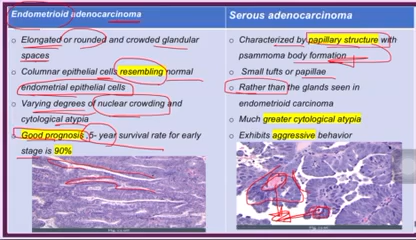 Endometrioid adenocarcinoma
o Elongated or rounded and crowded glandular
spaces
o Columnar epithelial cells resembling normal
endometrial epithelial cells
o Varying degrees of nuclear crowding and
cytological atypia
o Good prognosis ,5- year survival rate for early
stage is 90%
Serous adenocarcinoma
o Characterized by papillary structure with
psammoma body formation
o Small tufts or papillae
o Rather than the glands seen in
endometrioid carcinoma
o Much greater cytological atypia
o Exhibits aggressive behavior